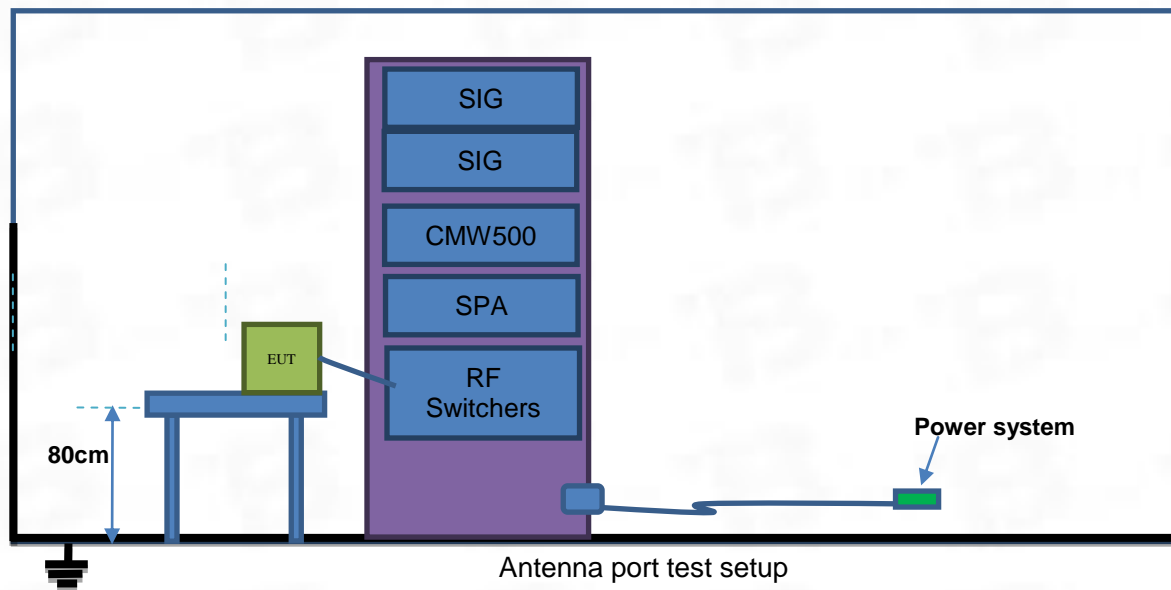 SIG
SIG
CMW500
SPA
EUT
RF
Switchers
80cm
Power system
Antenna port test setup